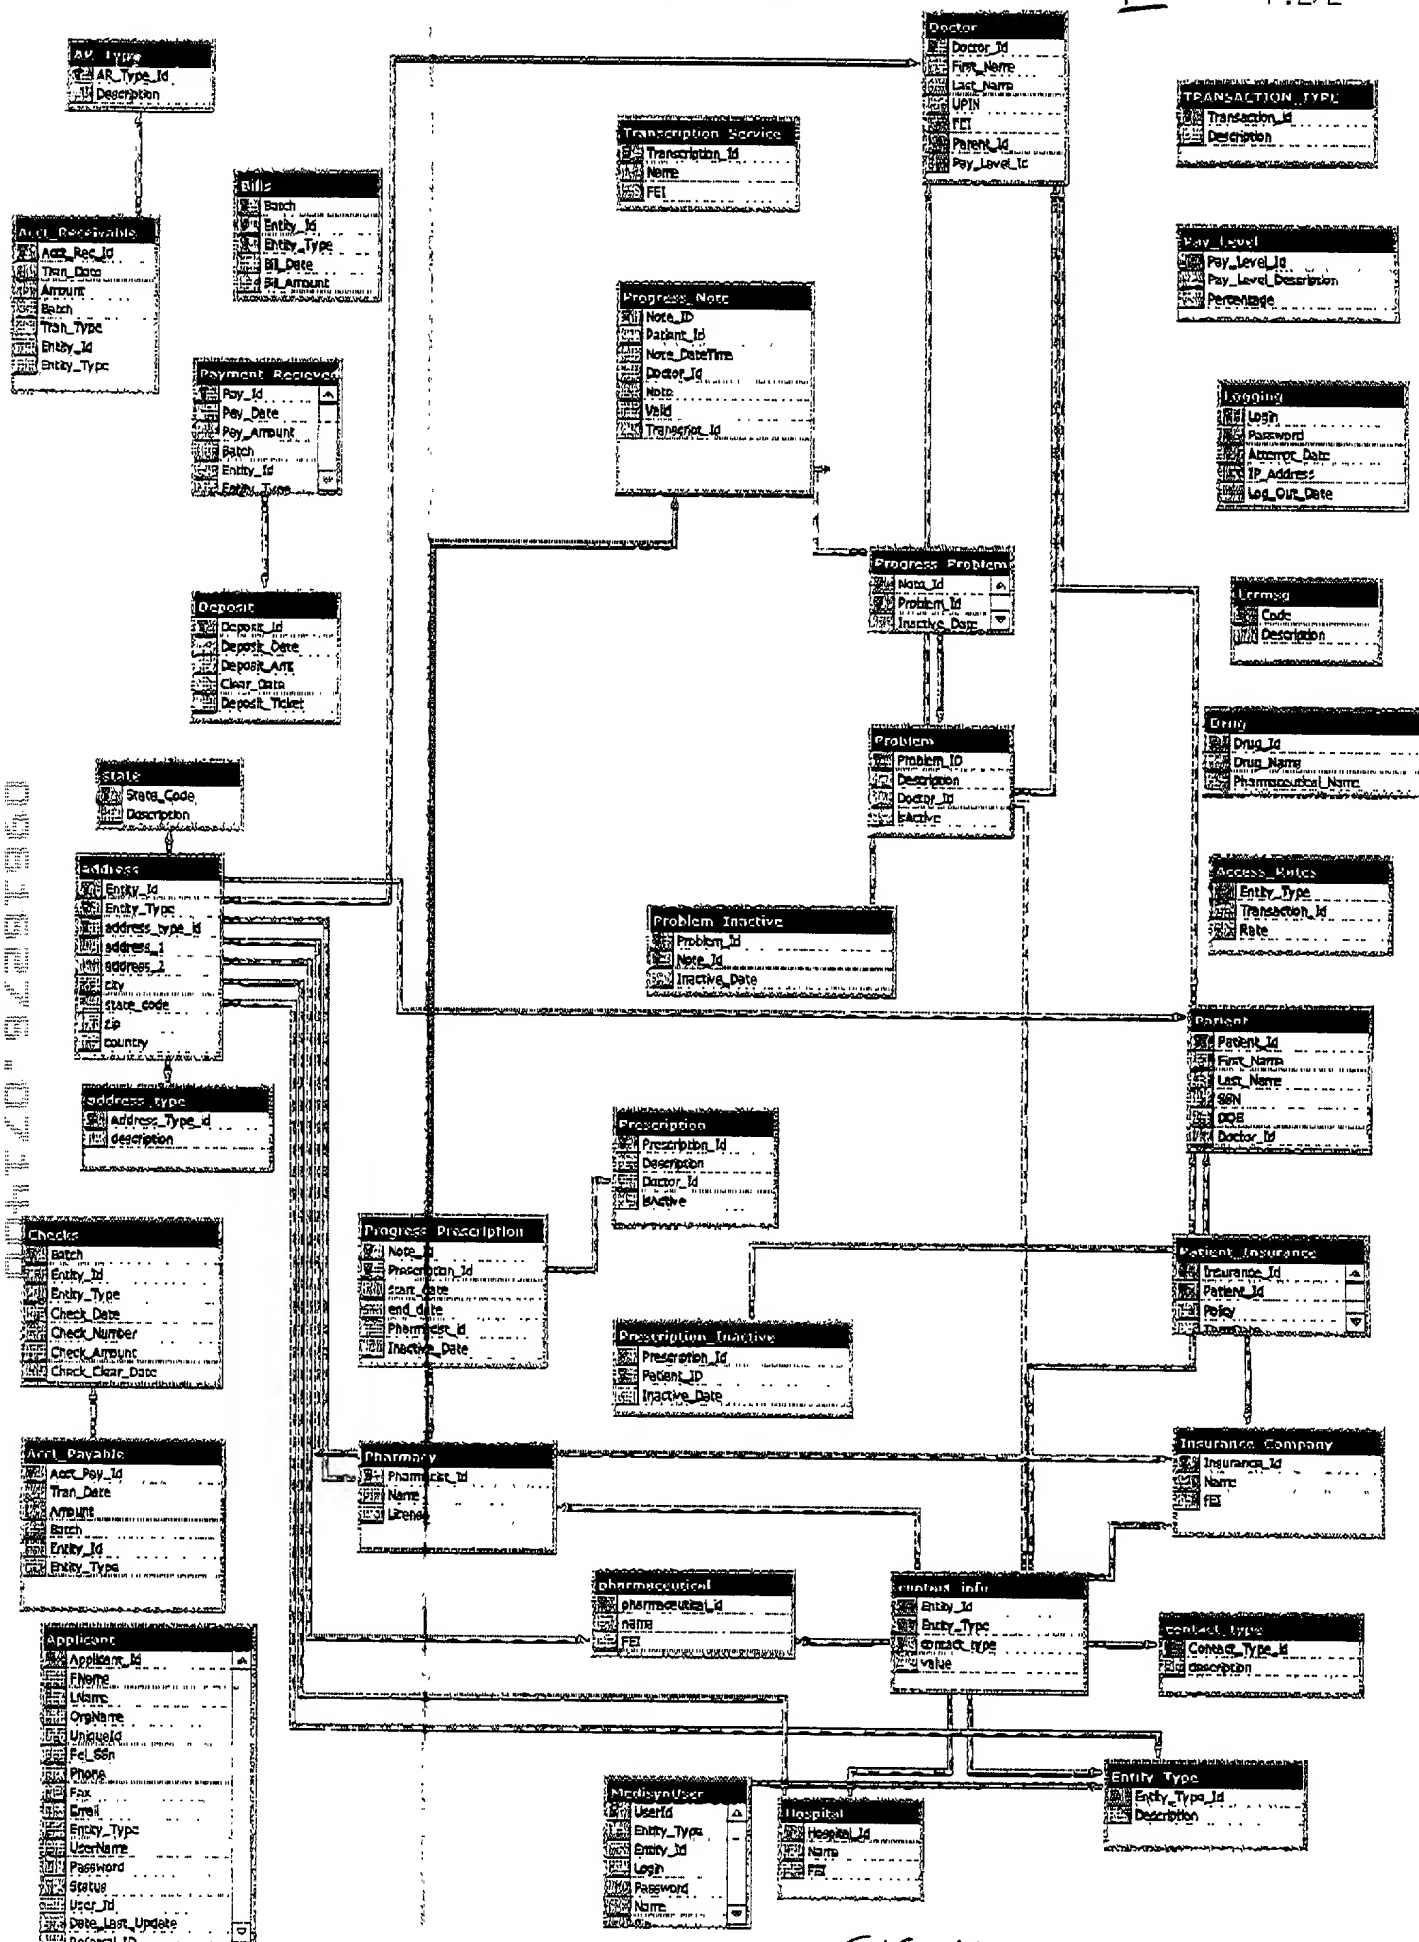 Doctor
Doctor_Id
First_Name
Last_Name
UPIN
FEI
Parent_Id
Pay_Level_Id
AR_Type
AR_Type_Id
Description
TRANSACTION_TYPE
Transaction_id
Description
Transcription_Service
Transcription_Id
Name
FEI
Bills
Batch
Entity_Id
Entity_Type
Bill_Date
Bill_Amount
Acct_Receivable
Acct_Rec_Id
Tran_Date
Amount
Batch
Tran_Type
Entity_Id
Entity_Type
Pay_Level
Pay_Level_Id
Pay_Level_Description
Percentage
Progress_Note
Note_ID
Patient_Id
Note_DateTime
Doctor_Id
Note
Valid
Transcript_Id
Payment_Recieved
Pay_Id
Pay_Date
Pay_Amount
Batch
Entity_Id
Entity_Type
Logging
Login
Password
Attempt_Date
IP_Address
Log_Out_Date
Progress_Problem
Note_Id
Problem_Id
Inactive_Date
Deposit
Deposit_Id
Deposit_Date
Deposit_Amt
Clear_Date
Deposit_Ticket
Errmsg
Code
Description
Drug
Drug_Id
Drug_Name
Pharmaceutical_Name
Problem
Problem_ID
Description
Doctor_Id
IsActive
State
State_Code
Description
Address
Entity_Id
Entity_Type
address_type_id
address_1
address_2
city
state_code
zip
country
Access_Rates
Entity_Type
Transaction_Id
Rate
Problem_Inactive
Problem_Id
Note_Id
Inactive_Date
Patient
Patient_Id
First_Name
Last_Name
SSN
DOB
Doctor_Id
address_type
Address_Type_id
description
Prescription
Prescription_Id
Description
Doctor_Id
IsActive
Checks
Batch
Entity_Id
Entity_Type
Check_Date
Check_Number
Check_Amount
Check_Clear_Date
Progress_Prescription
Note_Id
Prescription_Id
start_date
end_date
Pharmacist_id
Inactive_Date
Patient_Insurance
Insurance_Id
Patient_Id
Policy
Prescription_Inactive
Prescription_Id
Patient_ID
Inactive_Date
Acct_Payable
Acct_Pay_Id
Tran_Date
Amount
Batch
Entity_Id
Entity_Type
Pharmacy
Pharmacist_Id
Name
License
Insurance_Company
Insurance_Id
Name
FEI
pharmaceutical
pharmaceutical_id
name
FEI
contact_info
Entity_Id
Entity_Type
contact_type
value
contact_type
Contact_Type_id
description
Applicant
Applicant_Id
FName
LName
OrgName
UniqueId
Fei_SSn
Phone
Fax
Email
Entity_Type
UserName
Password
Status
User_Id
Date_Last_Update
Referral_ID
MedisynUser
UserId
Entity_Type
Entity_Id
Login
Password
Name
Hospital
Hospital_Id
Name
FEI
Entity_Type
Entity_Type_Id
Description